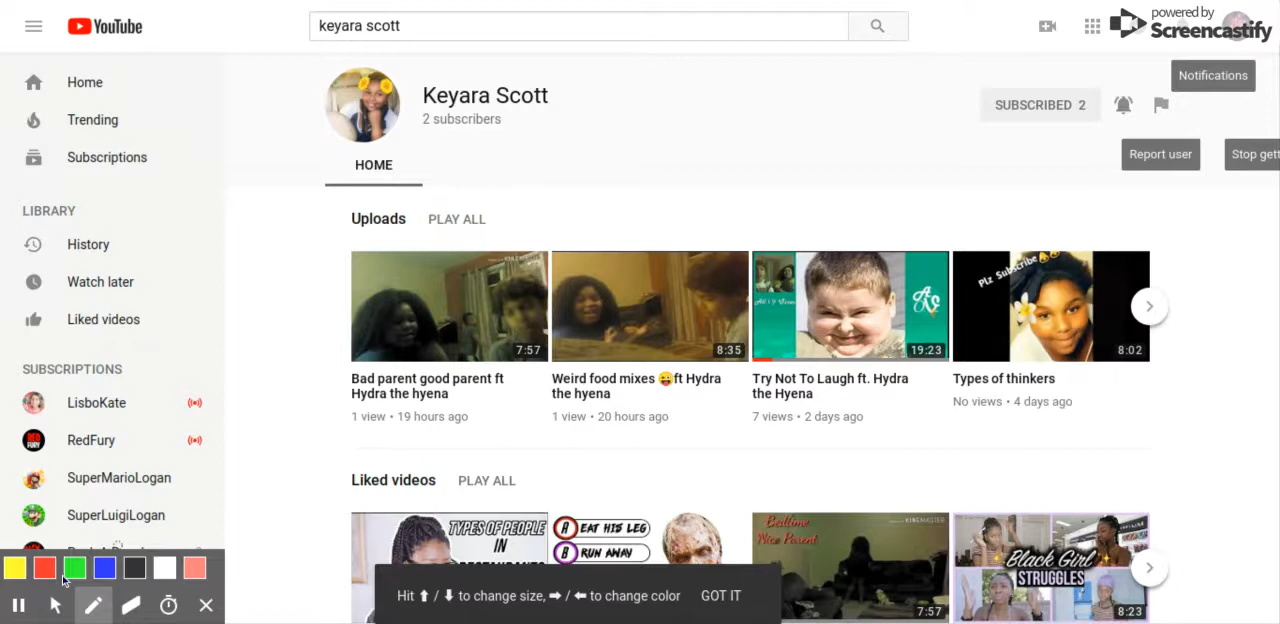 YouTube
keyara scott
powered by
Screencastify
Notifications
Home
Trending
Subscriptions
LIBRARY
History
Watch later
Liked videos
SUBSCRIPTIONS
LisboKate
RedFury
SuperMarioLogan
SuperLuigiLogan
Keyara Scott
2 subscribers
SUBSCRIBED 2
Report user
Stop gett
HOME
Uploads PLAY ALL
7:57
8:35
19:23
Plz Subscribe
8:02
Bad parent good parent ft
Hydra the hyena
1 view • 19 hours ago
Weird food mixes 😜ft Hydra
the hyena
1 view • 20 hours ago
Try Not To Laugh ft. Hydra
the Hyena
7 views • 2 days ago
Types of thinkers
No views • 4 days ago
Liked videos PLAY ALL
TYPES OF PEOPLE
IN
A EAT HIS LEG
B RUN AWAY
Bedtime
Nice Parent
KINEMASTER
7:57
Black Girl
STRUGGLES
8:23
Hit ⬆ / ⬇ to change size, ➡ / ⬅ to change color GOT IT